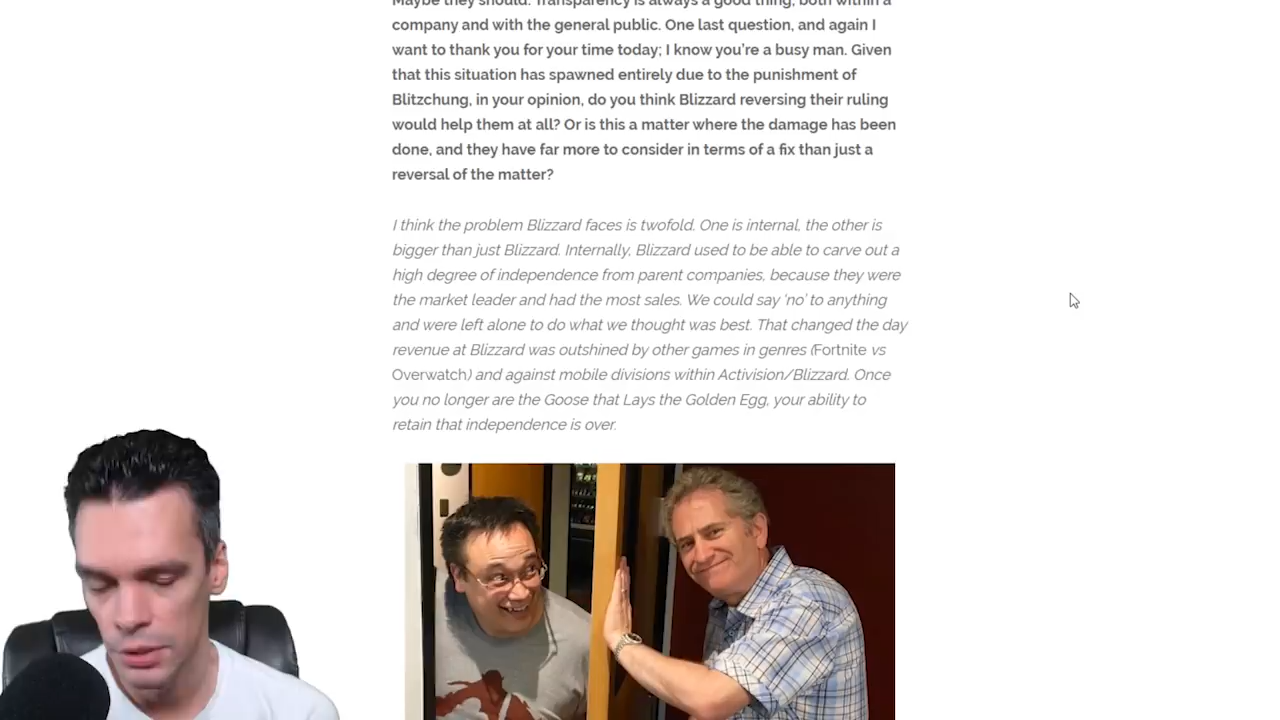 Maybe they should. Transparency is always a good thing, both within a
company and with the general public. One last question, and again I
want to thank you for your time today; I know you're a busy man. Given
that this situation has spawned entirely due to the punishment of
Blitzchung, in your opinion, do you think Blizzard reversing their ruling
would help them at all? Or is this a matter where the damage has been
done, and they have far more to consider in terms of a fix than just a
reversal of the matter?
I think the problem Blizzard faces is twofold. One is internal, the other is
bigger than just Blizzard. Internally, Blizzard used to be able to carve out a
high degree of independence from parent companies, because they were
the market leader and had the most sales. We could say 'no' to anything
and were left alone to do what we thought was best. That changed the day
revenue at Blizzard was outshined by other games in genres (Fortnite vs
Overwatch) and against mobile divisions within Activision/Blizzard. Once
you no longer are the Goose that Lays the Golden Egg, your ability to
retain that independence is over.